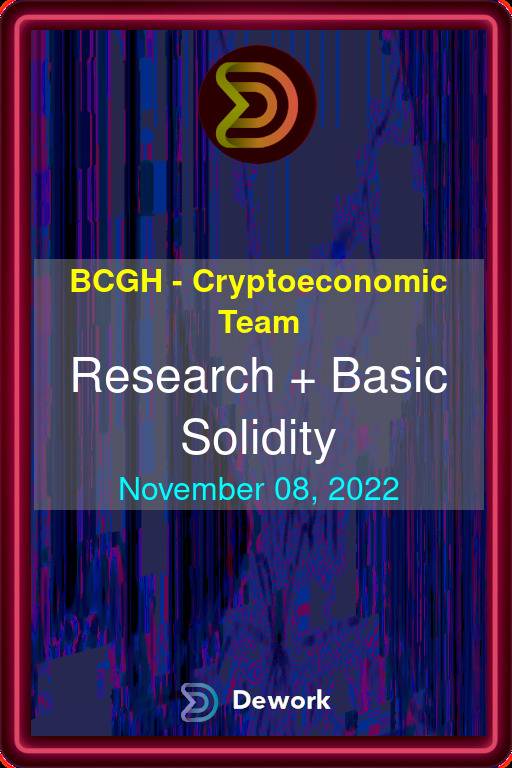 BCGH - Cryptoeconomic
Team
Research + Basic
Solidity
November 08, 2022
Dework